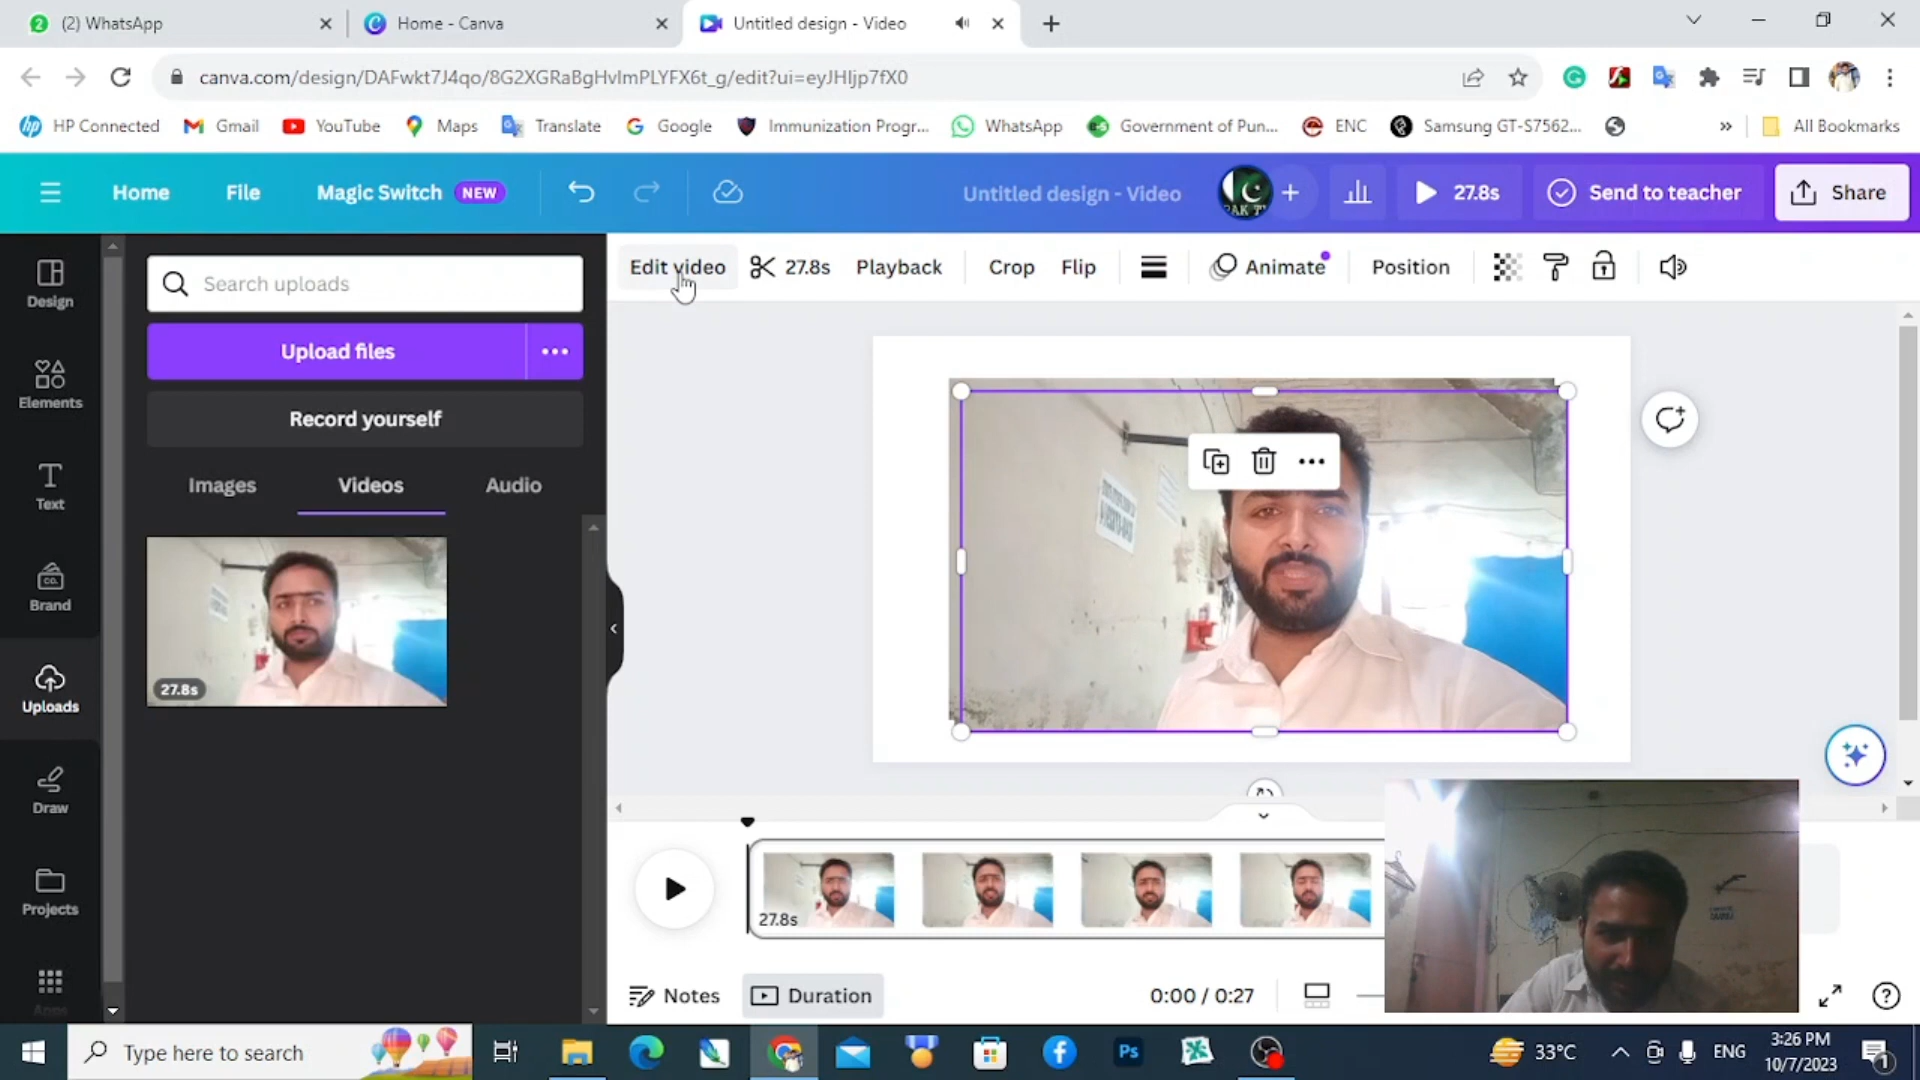 (2) WhatsApp
Home - Canva
Untitled design - Video
canva.com/design/DAFwkt7J4qo/8G2XGRaBgHvlmPLYFX6t_g/edit?ui=eyJHIjp7fX0
HP Connected
Gmail
YouTube
Maps
Translate
Google
Immunization Progr...
WhatsApp
Government of Pun...
ENC
Samsung GT-S7562...
»
All Bookmarks
Home
File
Magic Switch
NEW
Untitled design - Video
27.8s
Send to teacher
Share
Edit video
27.8s
Playback
Crop
Flip
Animate
Position
Design
Elements
Text
Brand
Uploads
Draw
Projects
Apps
Search uploads
Upload files
Record yourself
Images
Videos
Audio
27.8s
27.8s
Notes
Duration
0:00 / 0:27
Type here to search
Ps
33°C
ENG
3:26 PM
10/7/2023
1